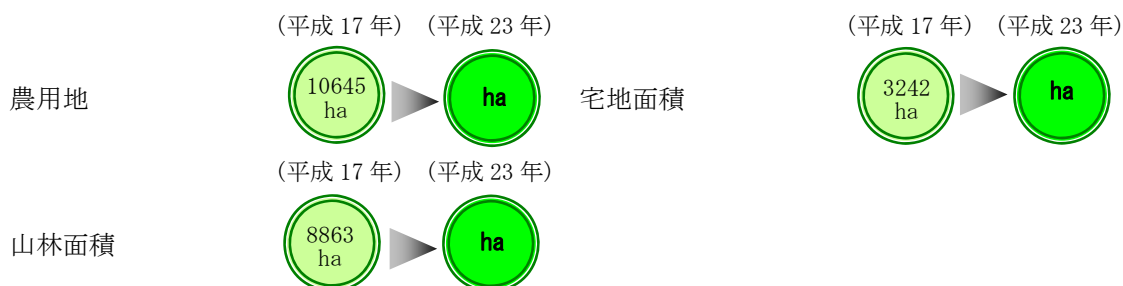 (平成 17 年) (平成 23 年) (平成 17 年) (平成 23 年)
農用地 10645 ha ha 宅地面積 3242 ha ha
(平成 17 年) (平成 23 年)
山林面積 8863 ha ha